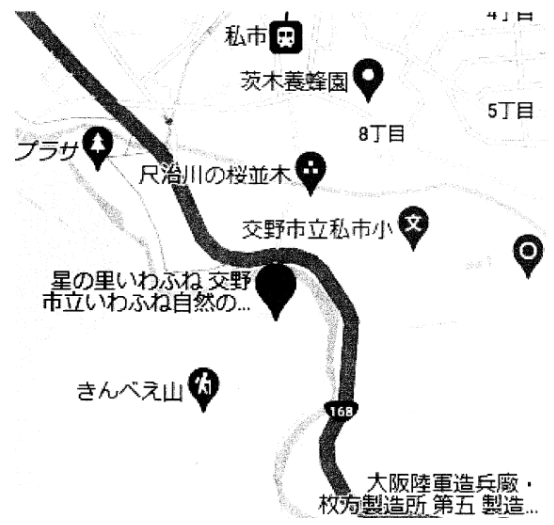 4丁目
私市
茨木養蜂園
5丁目
8丁目
プラサ
尺治川の桜並木
交野市立私市小
文
星の里いわふね 交野
市立いわふね自然の...
きんべえ山
168
大阪陸軍造兵廠・
枚方製造所 第五 製造...